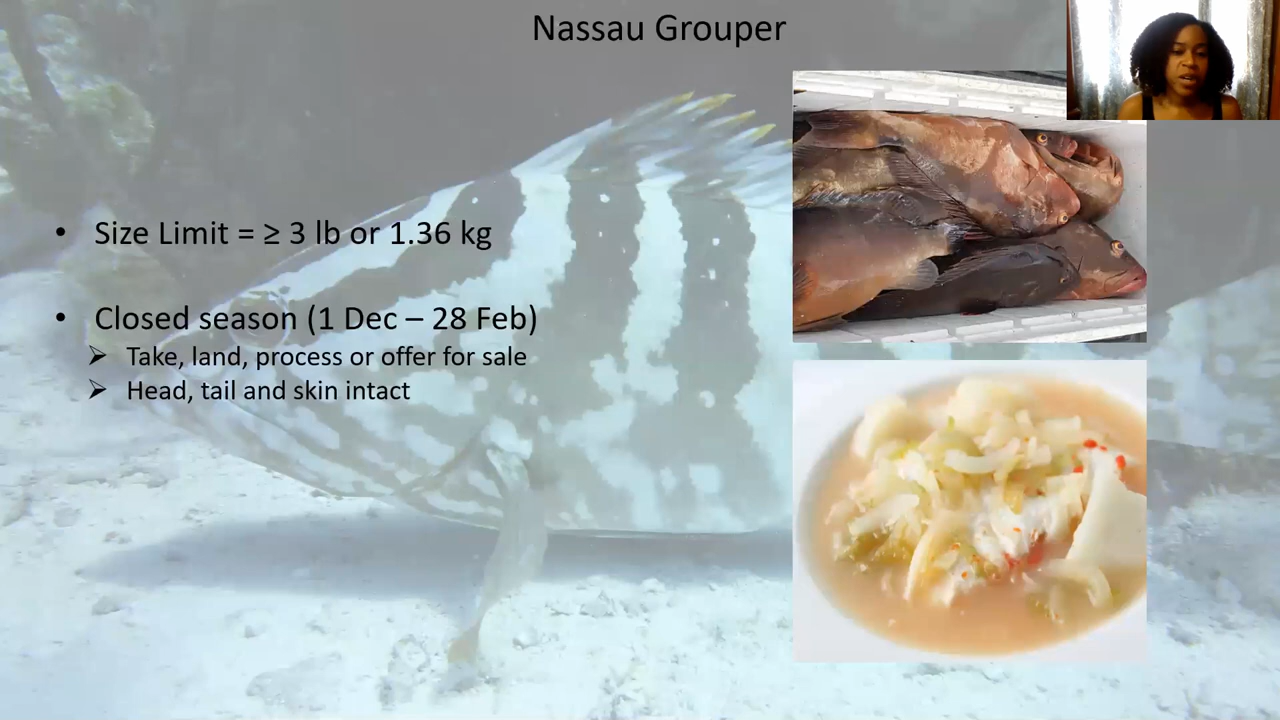 Nassau Grouper
• Size Limit = ≥ 3 lb or 1.36 kg
• Closed season (1 Dec – 28 Feb)
➢ Take, land, process or offer for sale
➢ Head, tail and skin intact